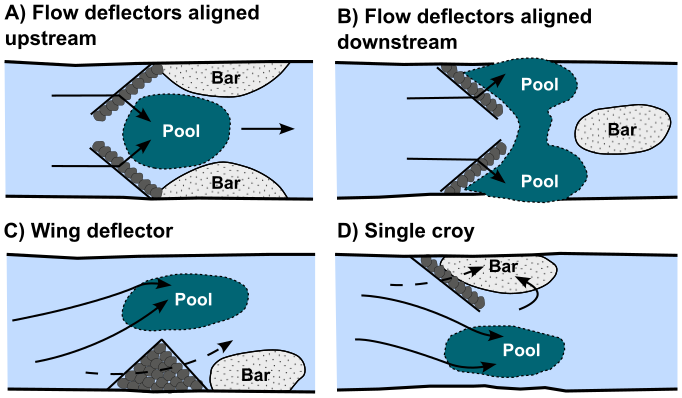 A) Flow deflectors aligned
upstream
Bar
Pool
Bar
B) Flow deflectors aligned
downstream
Pool
Bar
Pool
C) Wing deflector
Pool
Bar
D) Single croy
Bar
Pool